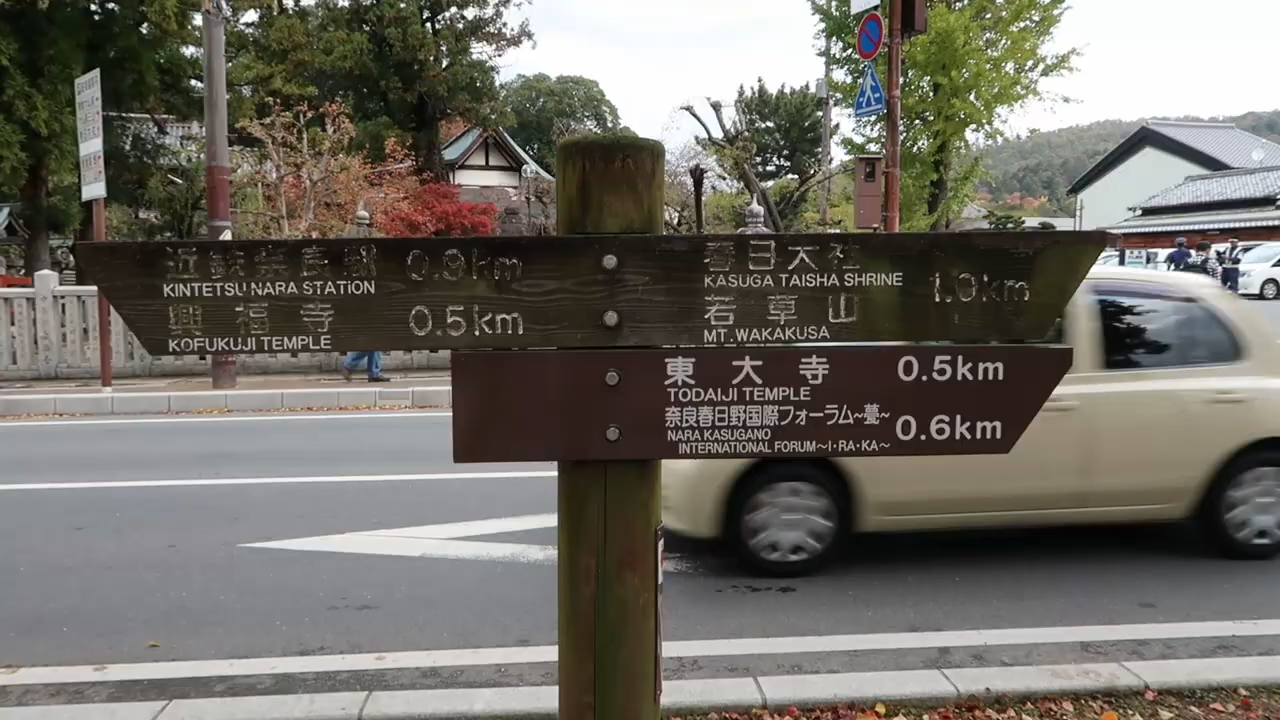 近鉄奈良駅 0.9km
KINTETSU NARA STATION
興福寺 0.5km
KOFUKUJI TEMPLE
春日大社
KASUGA TAISHA SHRINE 1.0km
若草山
MT.WAKAKUSA
東大寺 0.5km
TODAIJI TEMPLE
奈良春日野国際フォーラム~甍~ 0.6km
NARA KASUGANO
INTERNATIONAL FORUM~I・RA・KA~